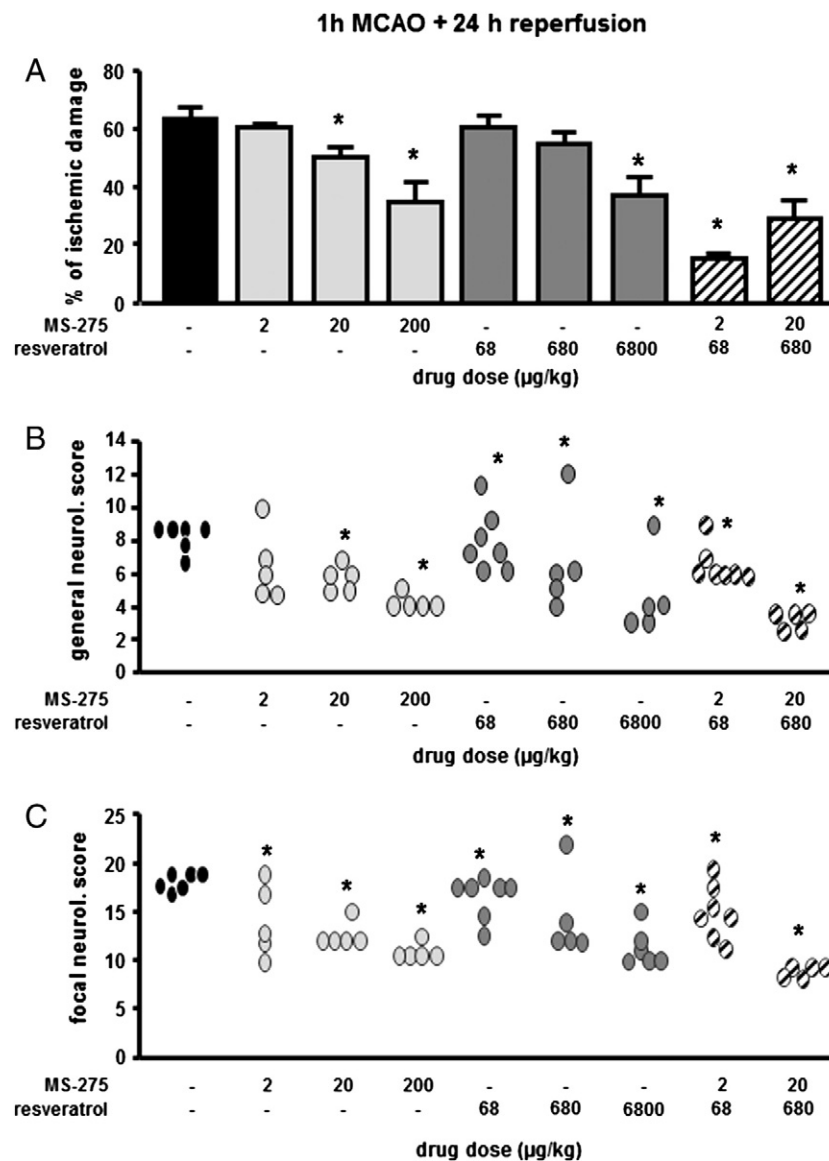 1h MCAO + 24 h reperfusion
A
% of ischemic damage
80
60
40
20
0
* * * * *
MS-275 - 2 20 200 - - - 2 20
resveratrol - - - - 68 680 6800 68 680
drug dose (µg/kg)
B
general neurol. score
14
12
10
8
6
4
2
0
* * * * * * *
MS-275 - 2 20 200 - - - 2 20
resveratrol - - - - 68 680 6800 68 680
drug dose (µg/kg)
C
focal neurol. score
25
20
15
10
5
0
* * * * * * * *
MS-275 - 2 20 200 - - - 2 20
resveratrol - - - - 68 680 6800 68 680
drug dose (µg/kg)